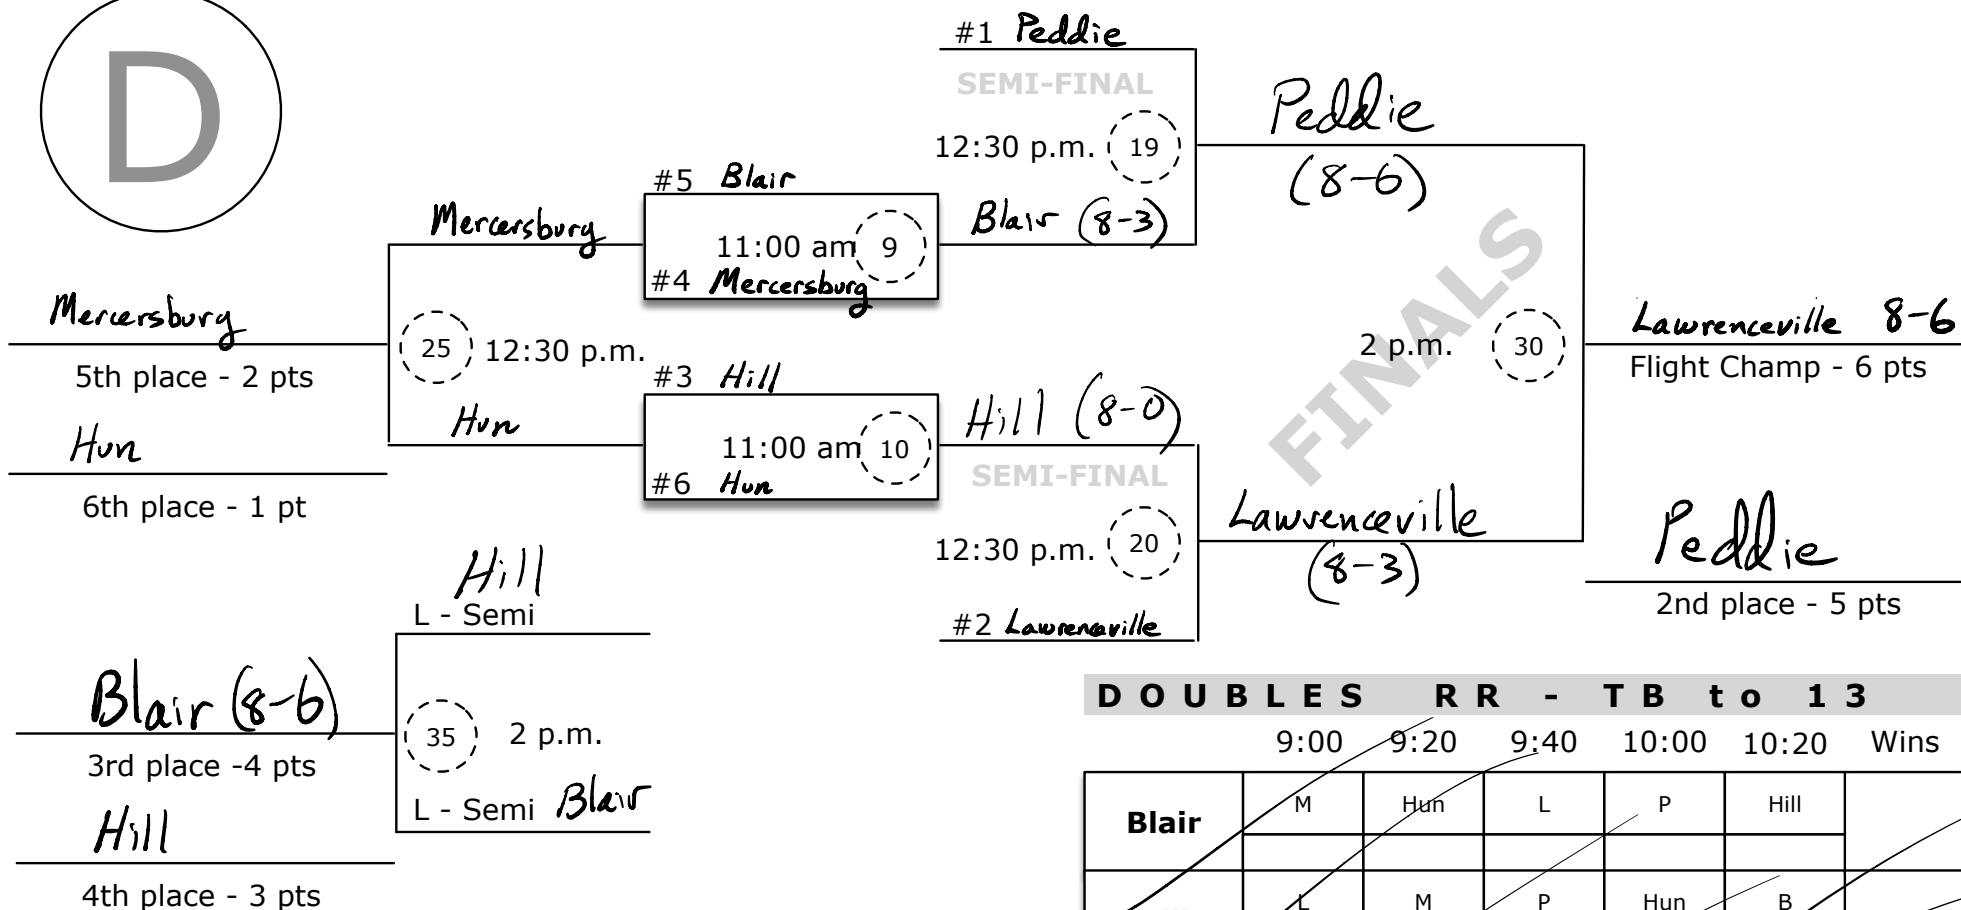 D
#1 Peddie
SEMI-FINAL
12:30 p.m. 19
Peddie
(8-6)
#5 Blair
Mercersburg
11:00 am 9
Blair (8-3)
#4 Mercersburg
Mercersburg
5th place - 2 pts
25 12:30 p.m.
2 p.m. 30
FINALS
Lawrenceville 8-6
Flight Champ - 6 pts
#3 Hill
Hun
Hun
11:00 am 10
Hill (8-0)
SEMI-FINAL
#6 Hun
6th place - 1 pt
12:30 p.m. 20
Lawrenceville
(8-3)
Peddie
2nd place - 5 pts
#2 Lawrenceville
Hill
L - Semi
Blair (8-6)
3rd place -4 pts
35 2 p.m.
L - Semi Blair
Hill
4th place - 3 pts
DOUBLES RR - TB to 13
9:00 9:20 9:40 10:00 10:20 Wins
Blair M Hun L P Hill
L M P Hun B